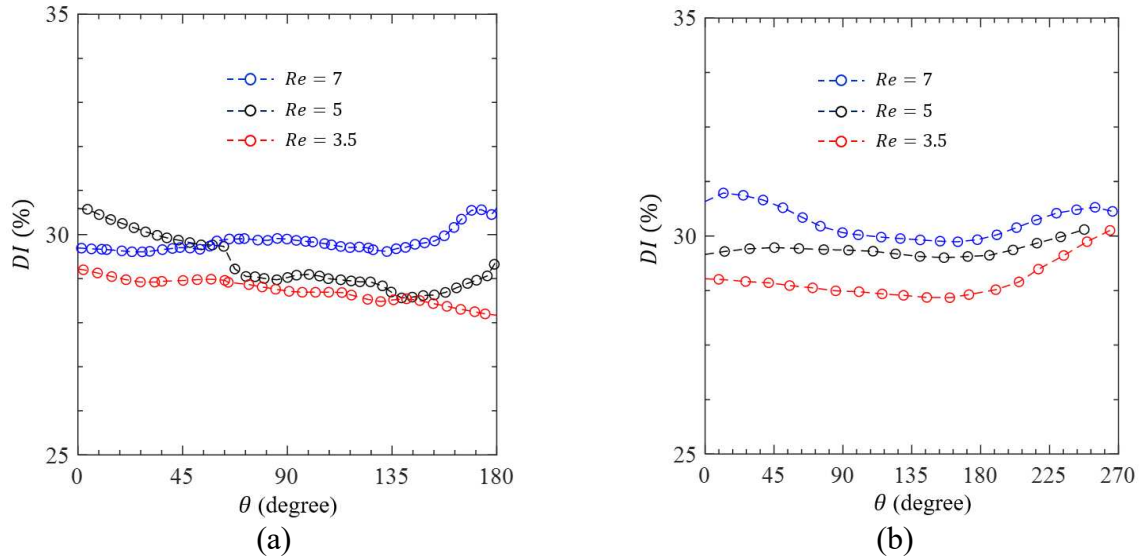 35
30
25
DI (%)
Re = 7
Re = 5
Re = 3.5
0 45 90 135 180
θ (degree)
(a)
35
30
25
DI (%)
Re = 7
Re = 5
Re = 3.5
0 45 90 135 180 225 270
θ (degree)
(b)